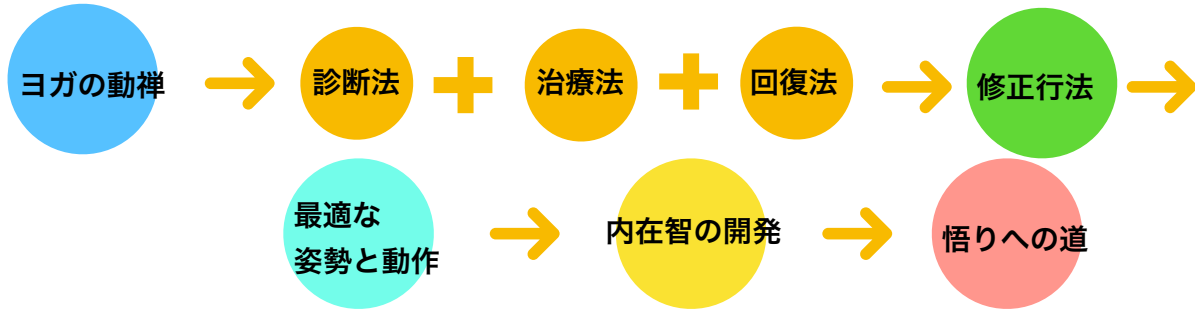 ヨガの動禅
診断法
治療法
回復法
修正行法
最適な
姿勢と動作
内在智の開発
悟りへの道